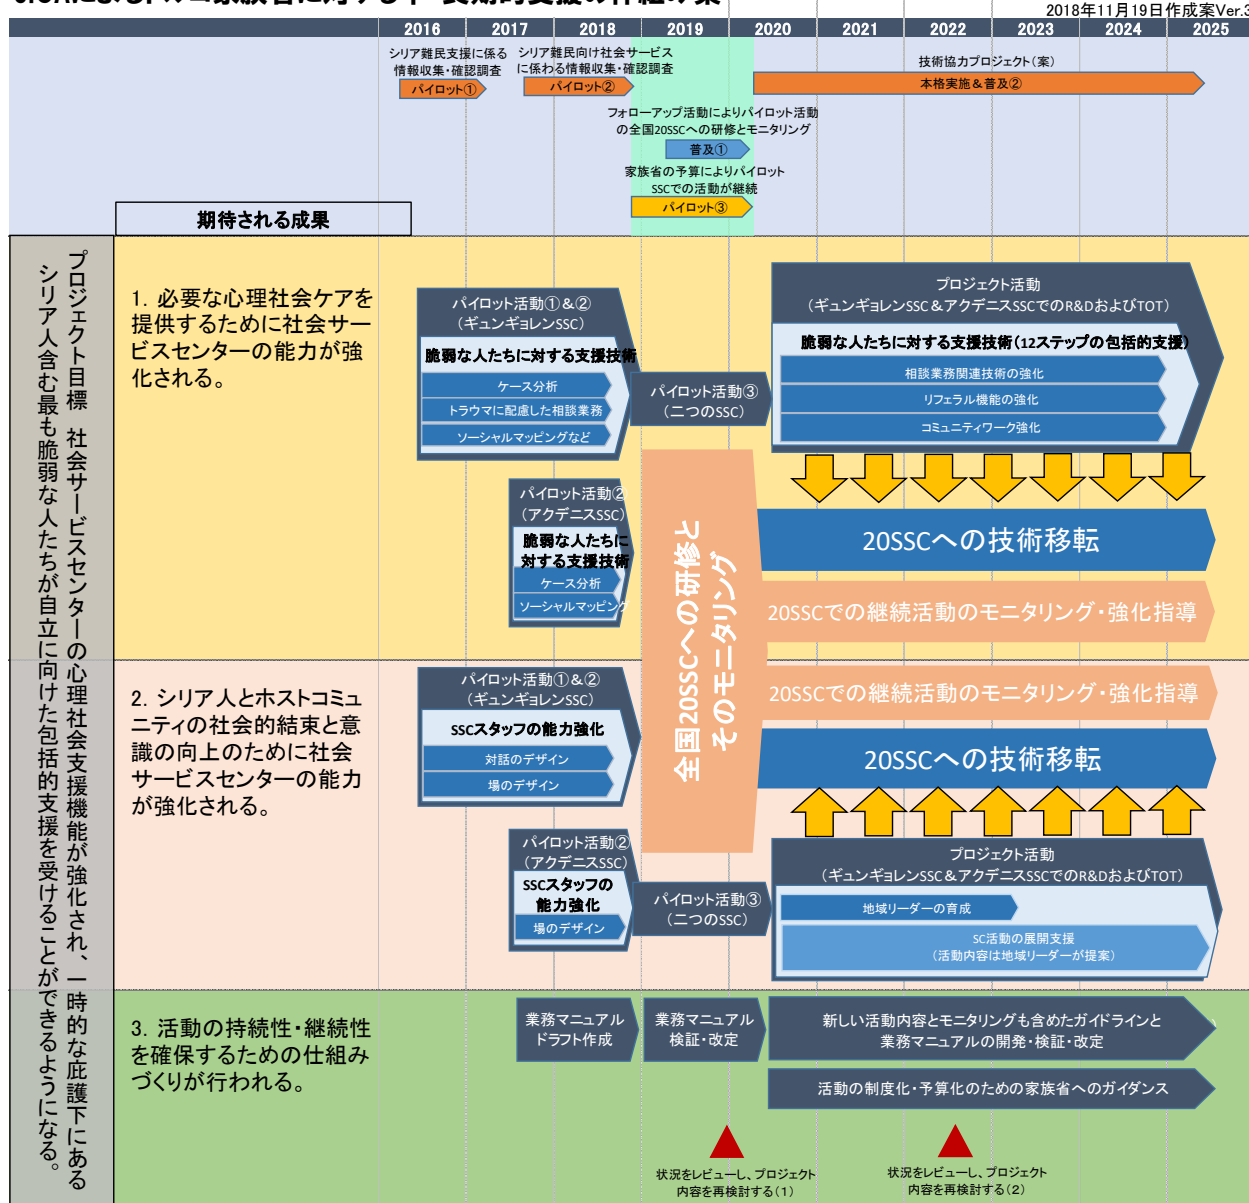 2018年11月19日作成案Ver.3
2016 2017 2018 2019 2020 2021 2022 2023 2024 2025
シリア難民支援に係る
情報収集・確認調査
パイロット①
シリア難民向け社会サービス
に係わる情報収集・確認調査
パイロット②
技術協力プロジェクト（案）
本格実施＆普及②
フォローアップ活動によりパイロット活動
の全国20SSCへの研修とモニタリング
普及①
家族省の予算によりパイロット
SSCでの活動が継続
パイロット③
期待される成果
プロジェクト目標 社会サービスセンターの心理社会支援機能が強化され、一時的な庇護下にある
シリア人含む最も脆弱な人たちが自立に向けた包括的支援を受けることができるようになる。
1. 必要な心理社会ケアを
提供するために社会サー
ビスセンターの能力が強
化される。
パイロット活動①＆②
（ギュンギョレンSSC）
脆弱な人たちに対する支援技術
ケース分析
トラウマに配慮した相談業務
ソーシャルマッピングなど
パイロット活動②
（アクデニスSSC）
脆弱な人たちに
対する支援技術
ケース分析
ソーシャルマッピング
パイロット活動③
（二つのSSC）
プロジェクト活動
（ギュンギョレンSSC＆アクデニスSSCでのR&DおよびTOT）
脆弱な人たちに対する支援技術（12ステップの包括的支援）
相談業務関連技術の強化
リフェラル機能の強化
コミュニティワーク強化
全国20SSCへの研修と
そのモニタリング
20SSCへの技術移転
20SSCでの継続活動のモニタリング・強化指導
2. シリア人とホストコミュ
ニティの社会的結束と意
識の向上のために社会
サービスセンターの能力
が強化される。
パイロット活動①＆②
（ギュンギョレンSSC）
SSCスタッフの能力強化
対話のデザイン
場のデザイン
パイロット活動②
（アクデニスSSC）
SSCスタッフの
能力強化
場のデザイン
パイロット活動③
（二つのSSC）
20SSCでの継続活動のモニタリング・強化指導
20SSCへの技術移転
プロジェクト活動
（ギュンギョレンSSC＆アクデニスSSCでのR&DおよびTOT）
地域リーダーの育成
SC活動の展開支援
（活動内容は地域リーダーが提案）
3. 活動の持続性・継続性
を確保するための仕組み
づくりが行われる。
業務マニュアル
ドラフト作成
業務マニュアル
検証・改定
新しい活動内容とモニタリングも含めたガイドラインと
業務マニュアルの開発・検証・改定
活動の制度化・予算化のための家族省へのガイダンス
状況をレビューし、プロジェクト
内容を再検討する（1）
状況をレビューし、プロジェクト
内容を再検討する（2）